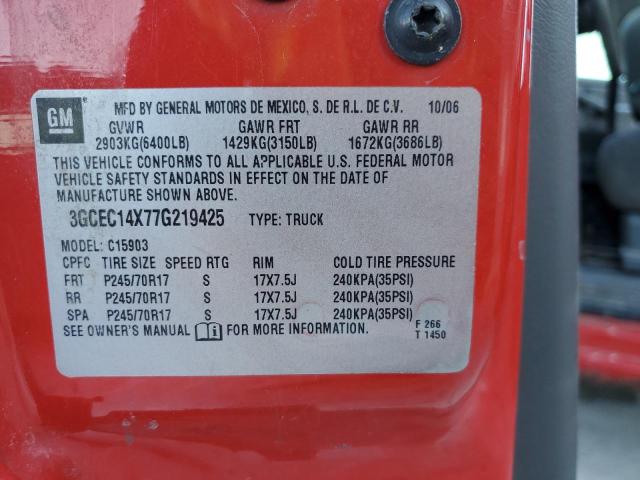 GM MFD BY GENERAL MOTORS DE MEXICO, S. DE R.L. DE C.V. 10/06
GVWR GAWR FRT GAWR RR
2903KG(6400LB) 1429KG(3150LB) 1672KG(3686LB)
THIS VEHICLE CONFORMS TO ALL APPLICABLE U.S. FEDERAL MOTOR
VEHICLE SAFETY STANDARDS IN EFFECT ON THE DATE OF
MANUFACTURE SHOWN ABOVE.
3GCEC14X77G219425 TYPE: TRUCK
MODEL: C15903
CPFC TIRE SIZE SPEED RTG RIM COLD TIRE PRESSURE
FRT P245/70R17 S 17X7.5J 240KPA(35PSI)
RR P245/70R17 S 17X7.5J 240KPA(35PSI)
SPA P245/70R17 S 17X7.5J 240KPA(35PSI)
SEE OWNER'S MANUAL FOR MORE INFORMATION.
F 266
T 1450